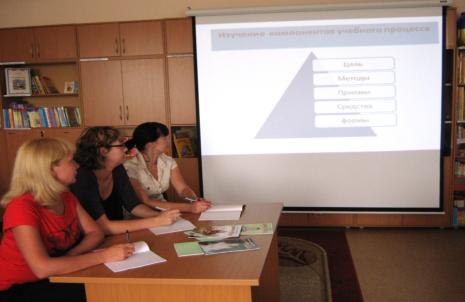 Изучение компонентов учебного процесса
Цель
Методы
Приемы
Средства
формы